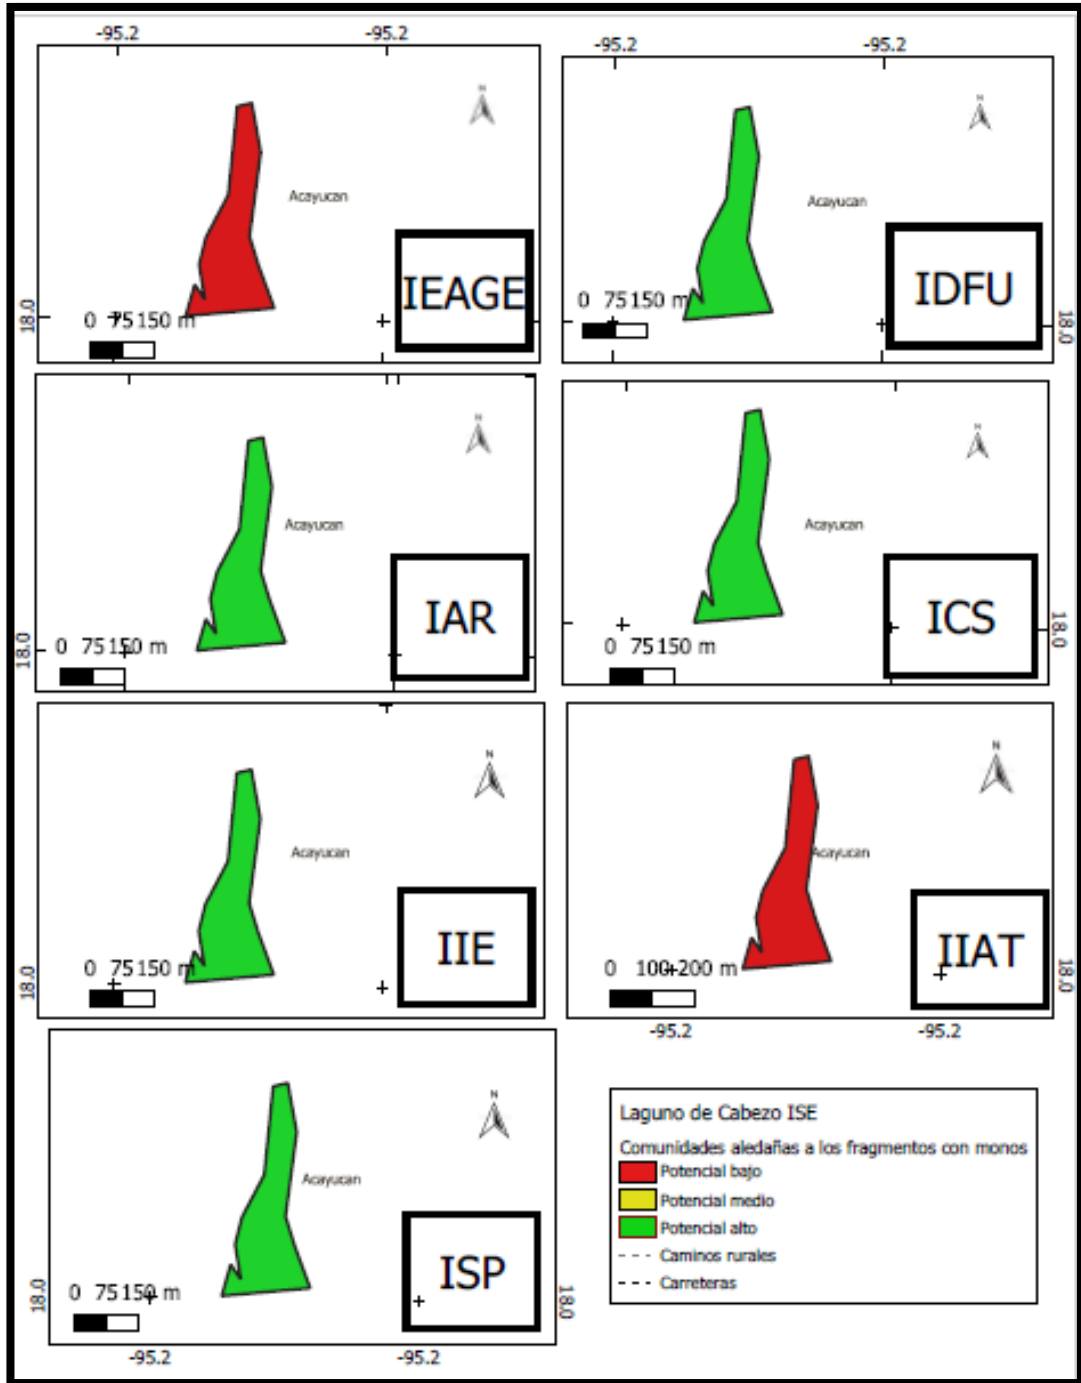 -95.2 -95.2
-95.2 -95.2
N
Acayucan
IEAGE
18.0
0 75 150 m
N
Acayucan
IDFU
0 75 150 m
18.0
N
Acayucan
IAR
18.0
0 75 150 m
N
Acayucan
ICS
0 75 150 m
18.0
N
Acayucan
IIE
18.0
0 75 150 m
N
Acayucan
IIAT
0 100 200 m
18.0
-95.2 -95.2
N
Acayucan
ISP
18.0
0 75 150 m
18.0
-95.2 -95.2
Laguno de Cabezo ISE
Comunidades aledañas a los fragmentos con monos
Potencial bajo
Potencial medio
Potencial alto
Caminos rurales
Carreteras